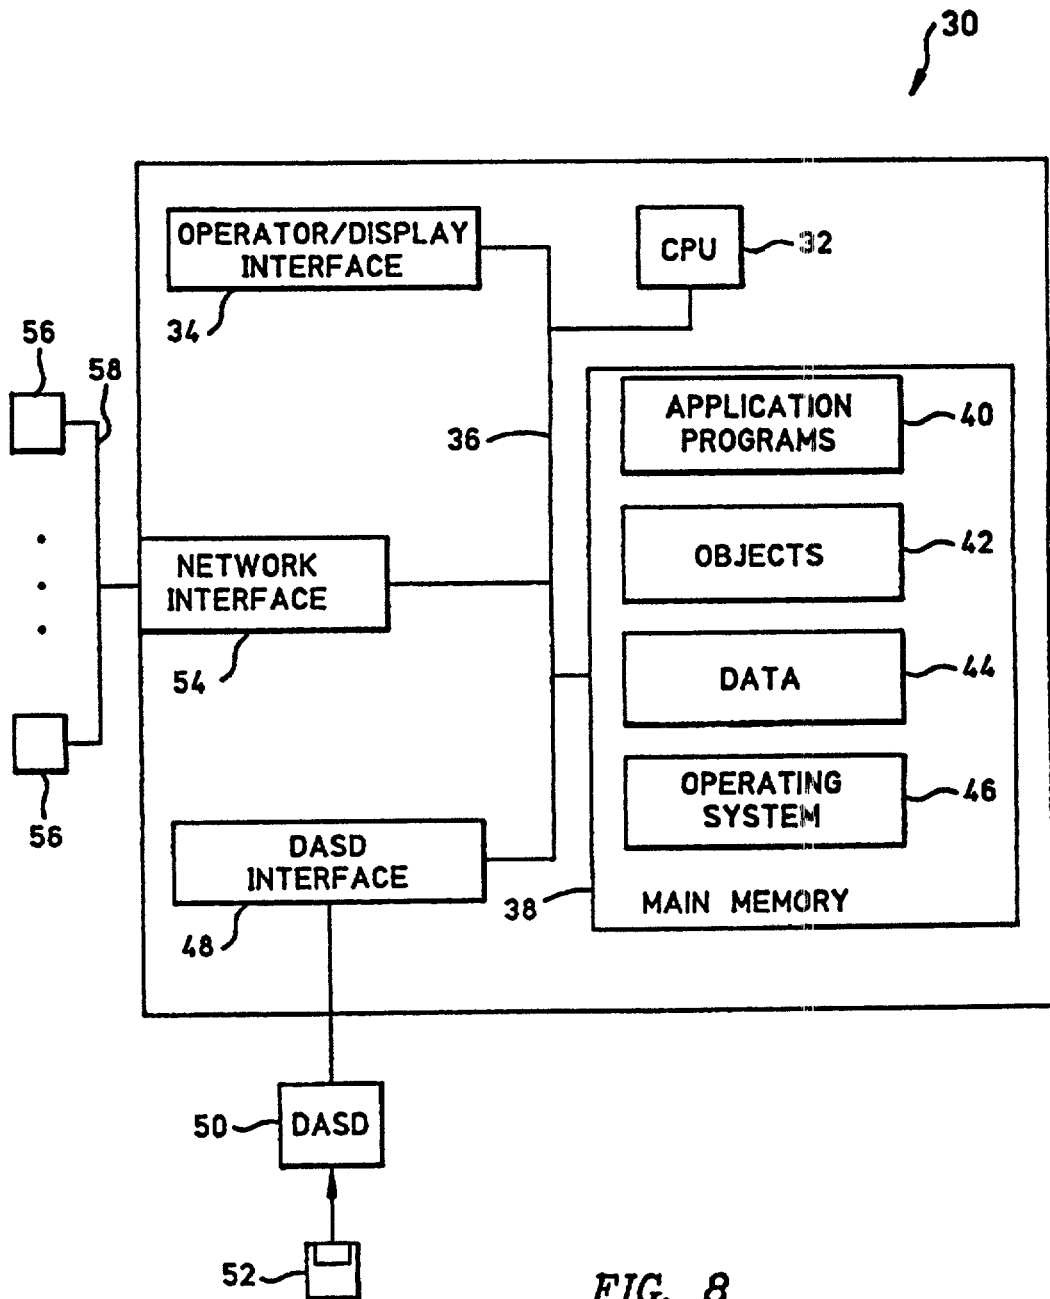 30
OPERATOR/DISPLAY
INTERFACE
34
CPU
32
56
58
36
APPLICATION
PROGRAMS
40
OBJECTS
42
NETWORK
INTERFACE
54
DATA
44
OPERATING
SYSTEM
46
56
DASD
INTERFACE
48
38
MAIN MEMORY
50
DASD
52
FIG. 8